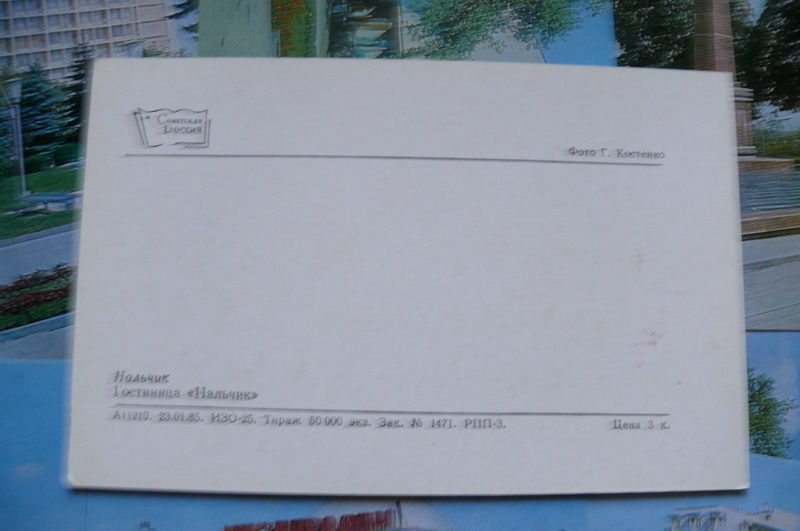 Советская
Россия
Фото Г. Костенко
Нальчик
Гостиница «Нальчик»
А11210. 23.01.85. ИЗО-25. Тираж 50 000 экз. Зак. № 1471. РПП-3. Цена 3 к.